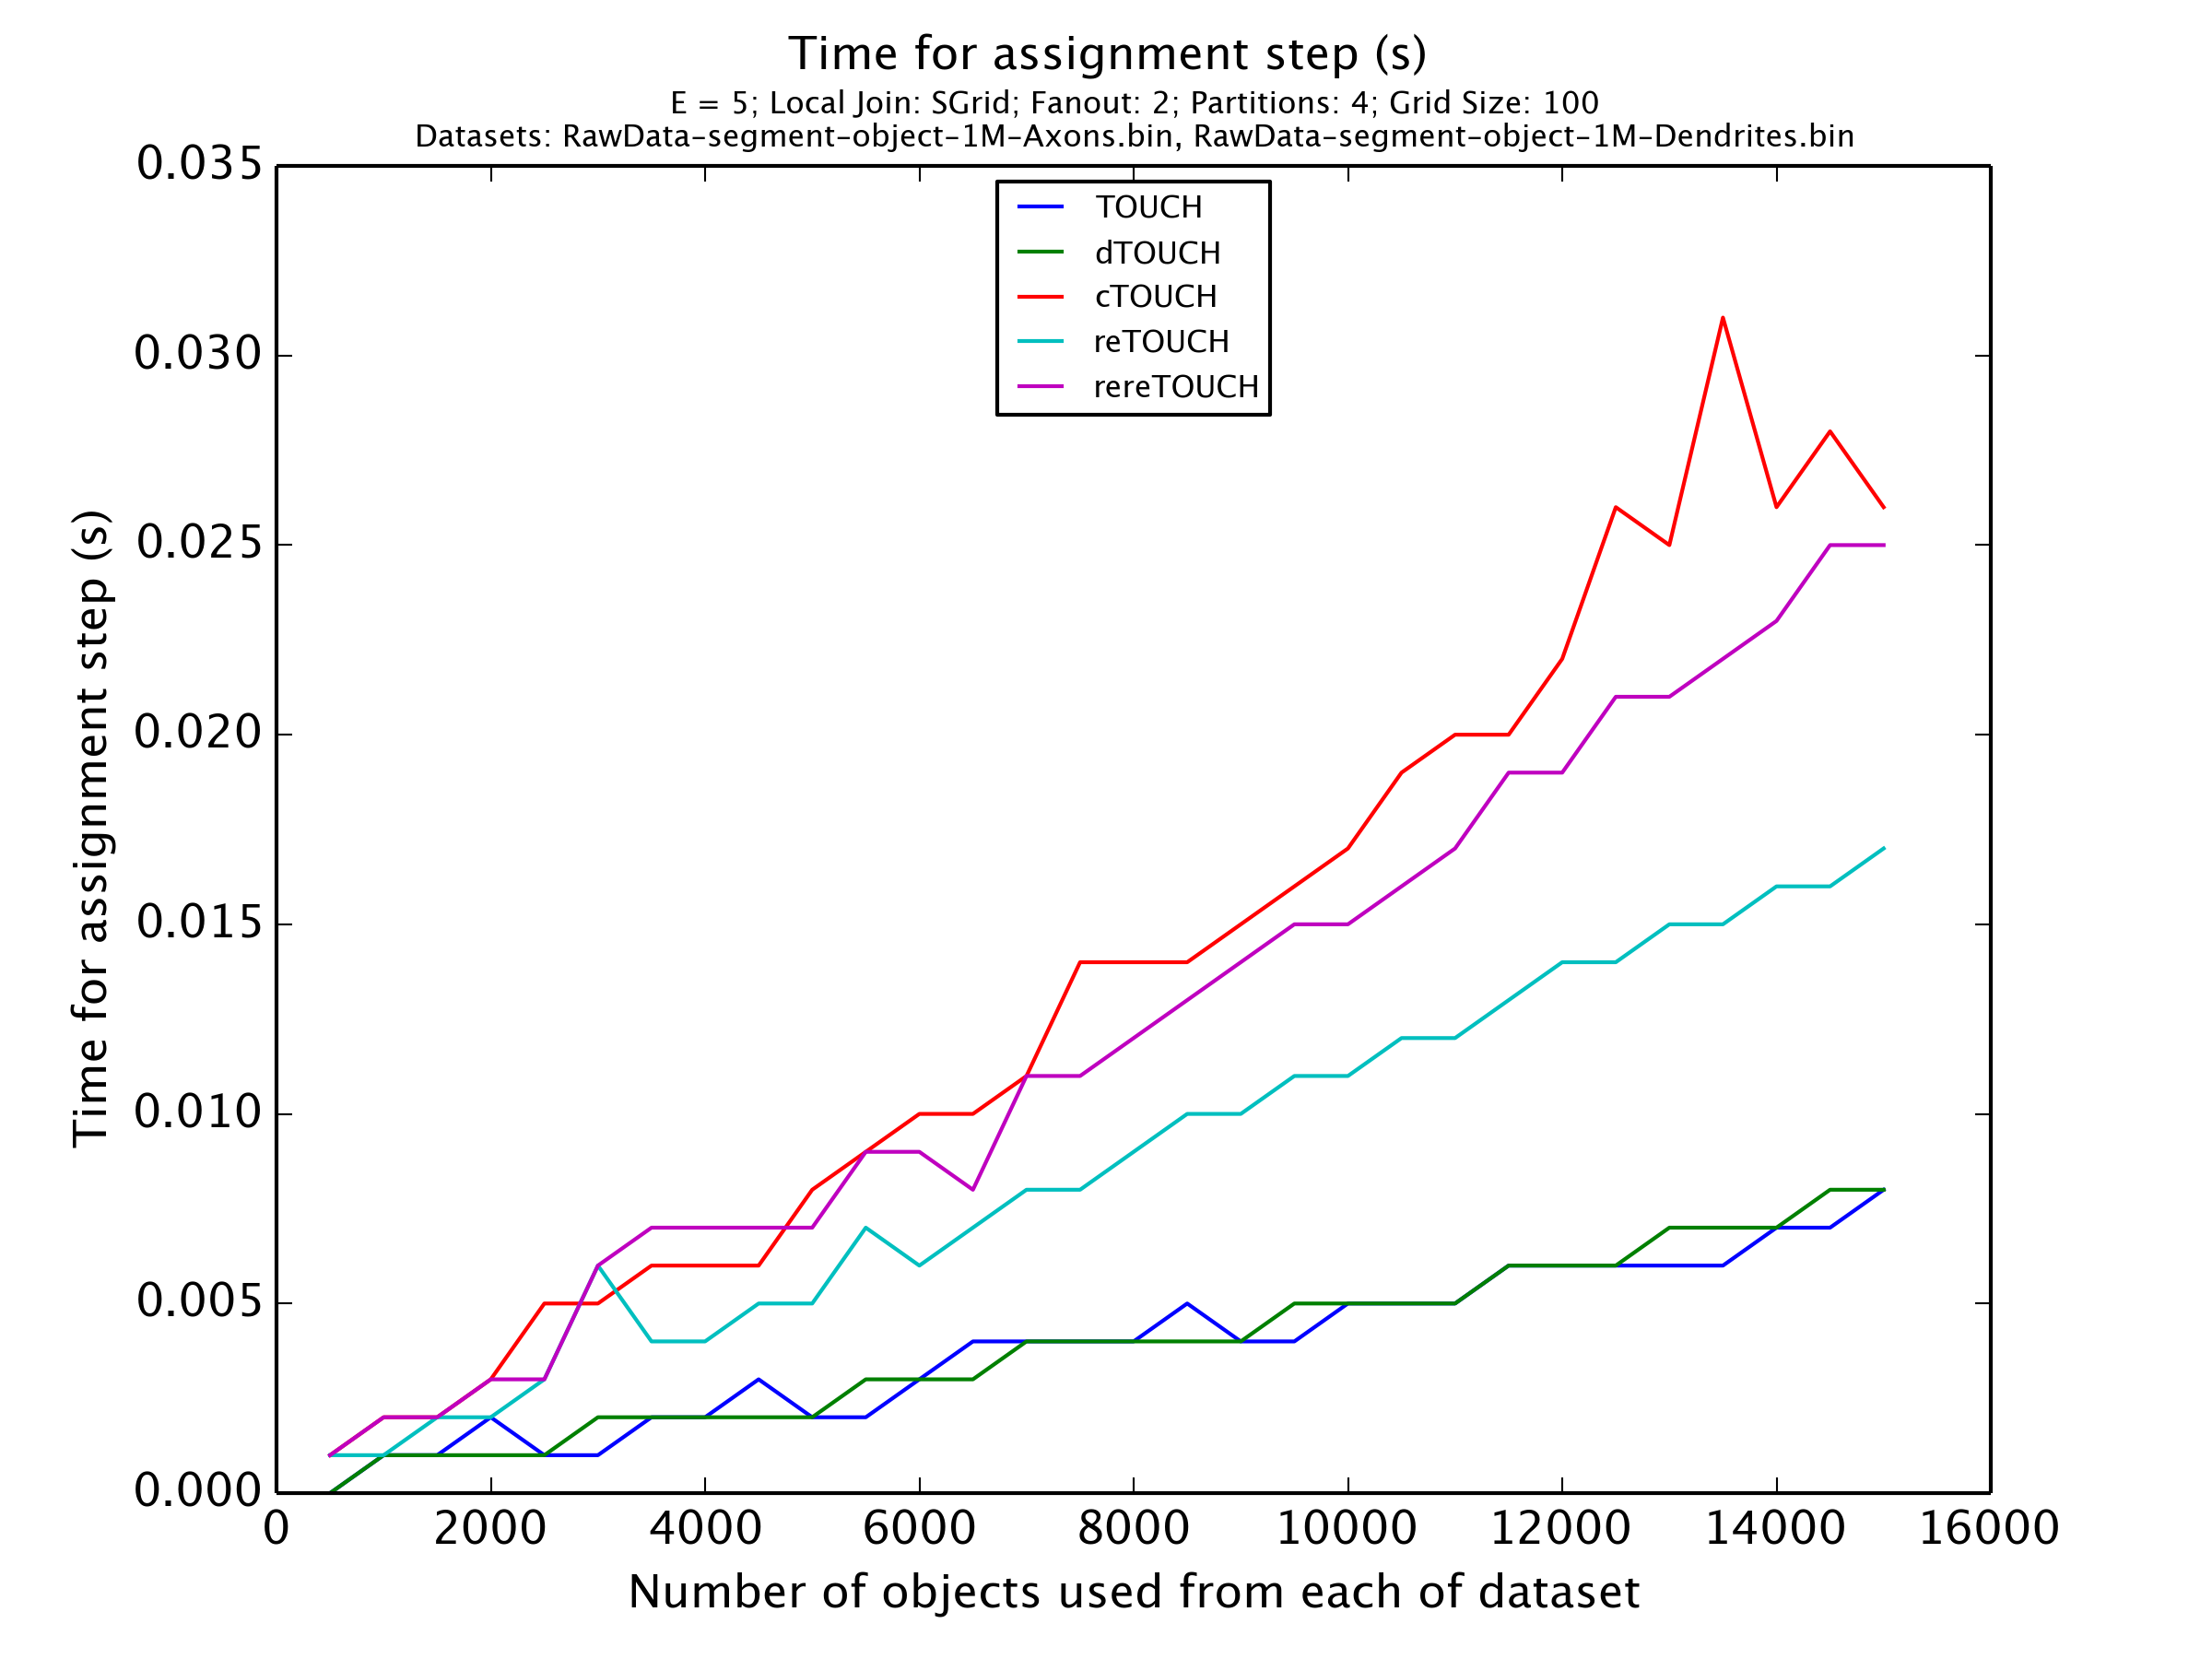 Time for assignment step (s)
E = 5; Local Join: SGrid; Fanout: 2; Partitions: 4; Grid Size: 100
Datasets: RawData-segment-object-1M-Axons.bin, RawData-segment-object-1M-Dendrites.bin
0.035
0.030
0.025
0.020
0.015
0.010
0.005
0.000
Time for assignment step (s)
TOUCH
dTOUCH
cTOUCH
reTOUCH
rereTOUCH
0 2000 4000 6000 8000 10000 12000 14000 16000
Number of objects used from each of dataset